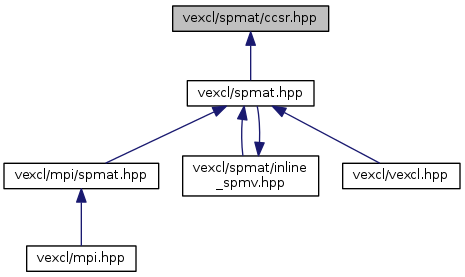 vexcl/spmat/ccsr.hpp
vexcl/spmat.hpp
vexcl/mpi/spmat.hpp
vexcl/spmat/inline
_spmv.hpp
vexcl/vexcl.hpp
vexcl/mpi.hpp